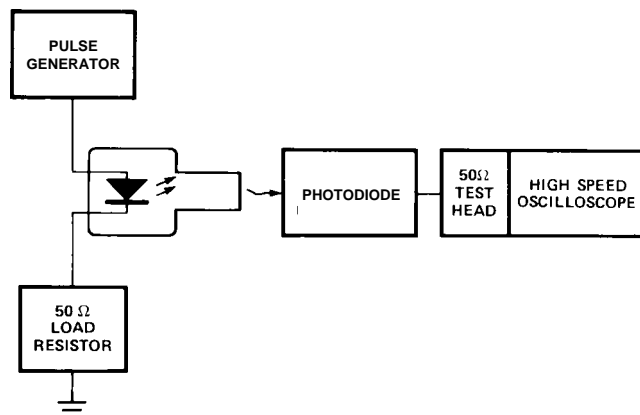 PULSE
GENERATOR
PHOTODIODE
50Ω
TEST
HEAD
HIGH SPEED
OSCILLOSCOPE
50 Ω
LOAD
RESISTOR